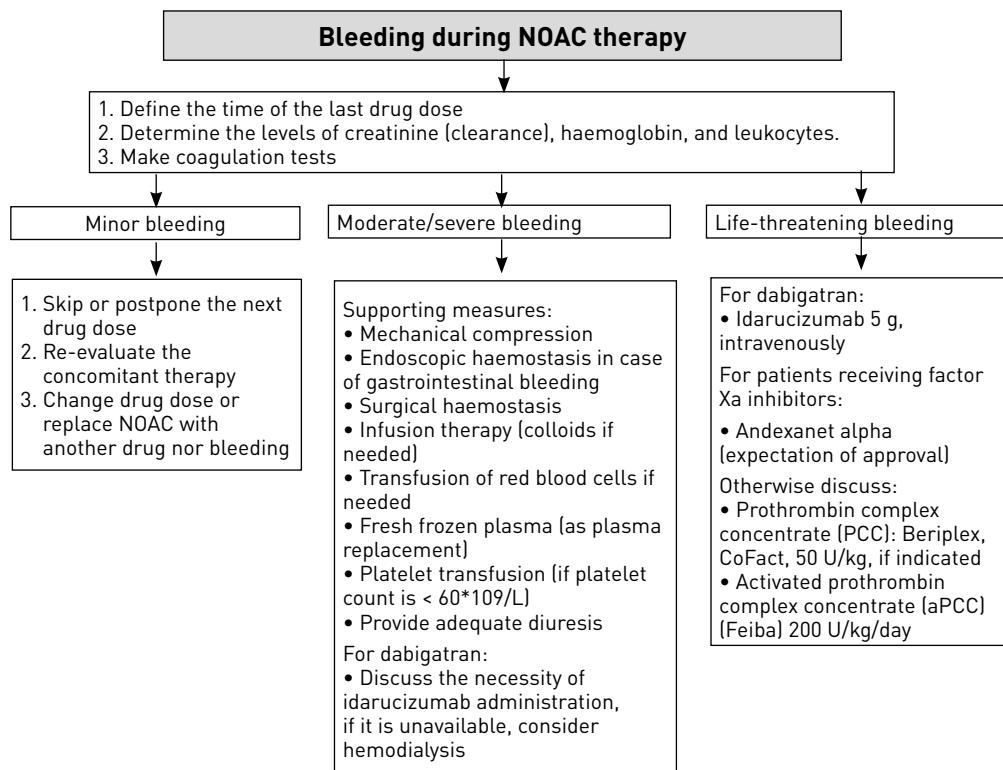 Bleeding during NOAC therapy
1. Define the time of the last drug dose
2. Determine the levels of creatinine (clearance), haemoglobin, and leukocytes.
3. Make coagulation tests
Minor bleeding
1. Skip or postpone the next
drug dose
2. Re-evaluate the
concomitant therapy
3. Change drug dose or
replace NOAC with
another drug nor bleeding
Moderate/severe bleeding
Supporting measures:
• Mechanical compression
• Endoscopic haemostasis in case
of gastrointestinal bleeding
• Surgical haemostasis
• Infusion therapy (colloids if
needed)
• Transfusion of red blood cells if
needed
• Fresh frozen plasma (as plasma
replacement)
• Platelet transfusion (if platelet
count is < 60*109/L)
• Provide adequate diuresis
For dabigatran:
• Discuss the necessity of
idarucizumab administration,
if it is unavailable, consider
hemodialysis
Life-threatening bleeding
For dabigatran:
• Idarucizumab 5 g,
intravenously
For patients receiving factor
Xa inhibitors:
• Andexanet alpha
(expectation of approval)
Otherwise discuss:
• Prothrombin complex
concentrate (PCC): Beriplex,
CoFact, 50 U/kg, if indicated
• Activated prothrombin
complex concentrate (aPCC)
(Feiba) 200 U/kg/day